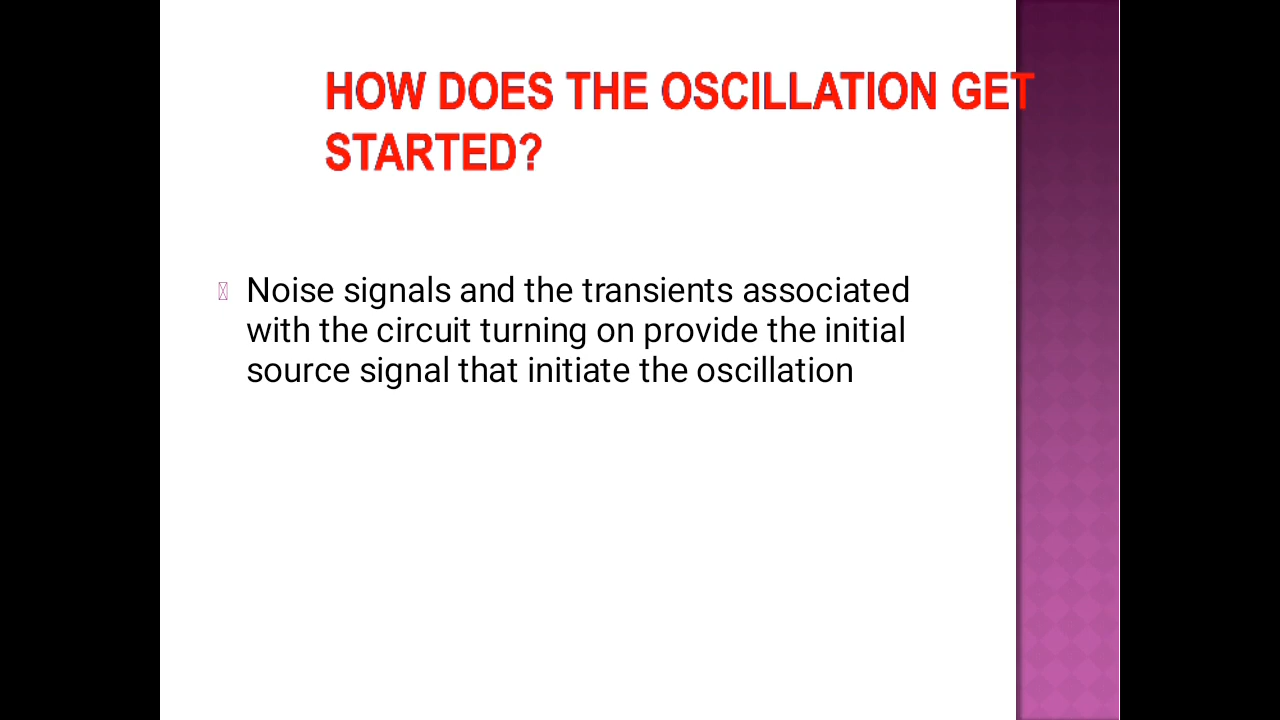 HOW DOES THE OSCILLATION GET
STARTED?
Noise signals and the transients associated
with the circuit turning on provide the initial
source signal that initiate the oscillation